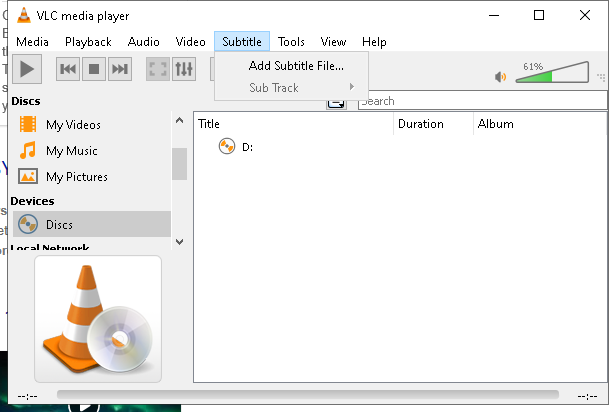 VLC media player
Media Playback Audio Video Subtitle Tools View Help
Add Subtitle File...
Sub Track
61%
Discs
Search
My Videos
Title Duration Album
D:
My Music
My Pictures
Devices
Discs
Local Network
--:-- --:--